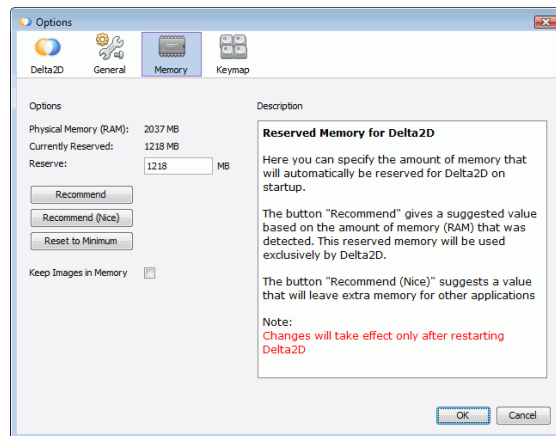 Options
Delta2D General Memory Keymap
Options
Physical Memory (RAM): 2037 MB
Currently Reserved: 1218 MB
Reserve: 1218 MB
Recommend
Recommend (Nice)
Reset to Minimum
Keep Images in Memory
Description
Reserved Memory for Delta2D
Here you can specify the amount of memory that
will automatically be reserved for Delta2D on
startup.
The button "Recommend" gives a suggested value
based on the amount of memory (RAM) that was
detected. This reserved memory will be used
exclusively by Delta2D.
The button "Recommend (Nice)" suggests a value
that will leave extra memory for other applications
Note:
Changes will take effect only after restarting
Delta2D
OK Cancel